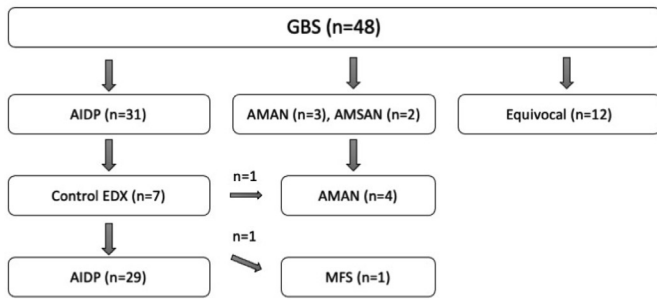 GBS (n=48)
AIDP (n=31)
AMAN (n=3), AMSAN (n=2)
Equivocal (n=12)
n=1
Control EDX (n=7)
AMAN (n=4)
n=1
AIDP (n=29)
MFS (n=1)